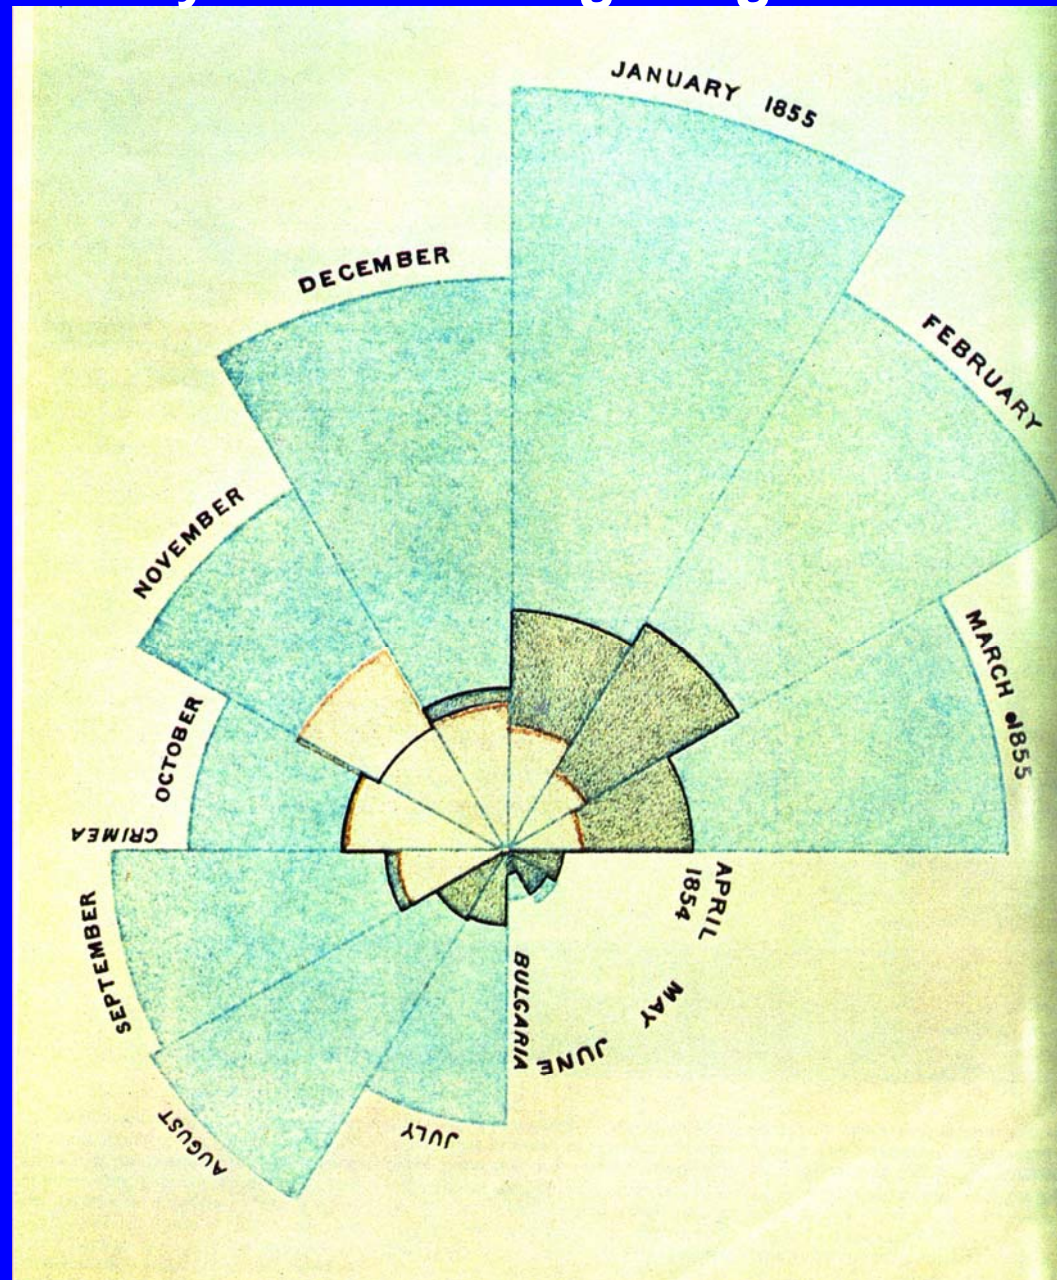 APRIL
1854
MAY
JUNE
BULGARIA
JULY
AUGUST
SEPTEMBER
CRIMEA
OCTOBER
NOVEMBER
DECEMBER
JANUARY 1855
FEBRUARY
MARCH 1855